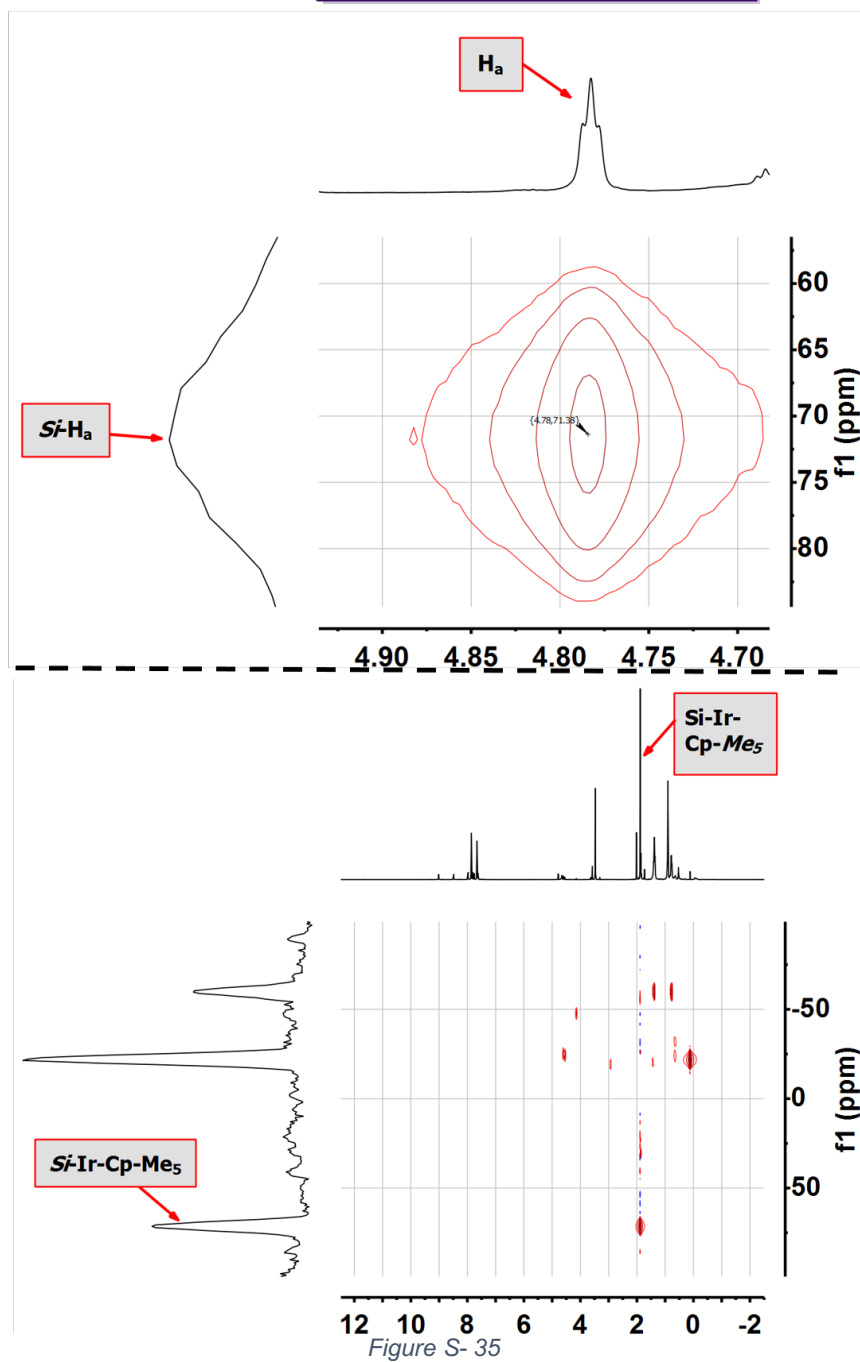 Hₐ
Si-Hₐ
{4.78,71.38}
60
65
70
75
80
f1 (ppm)
4.90 4.85 4.80 4.75 4.70
Si-Ir-
Cp-Me₅
Si-Ir-Cp-Me₅
-50
0
50
f1 (ppm)
12 10 8 6 4 2 0 -2
Figure S- 35